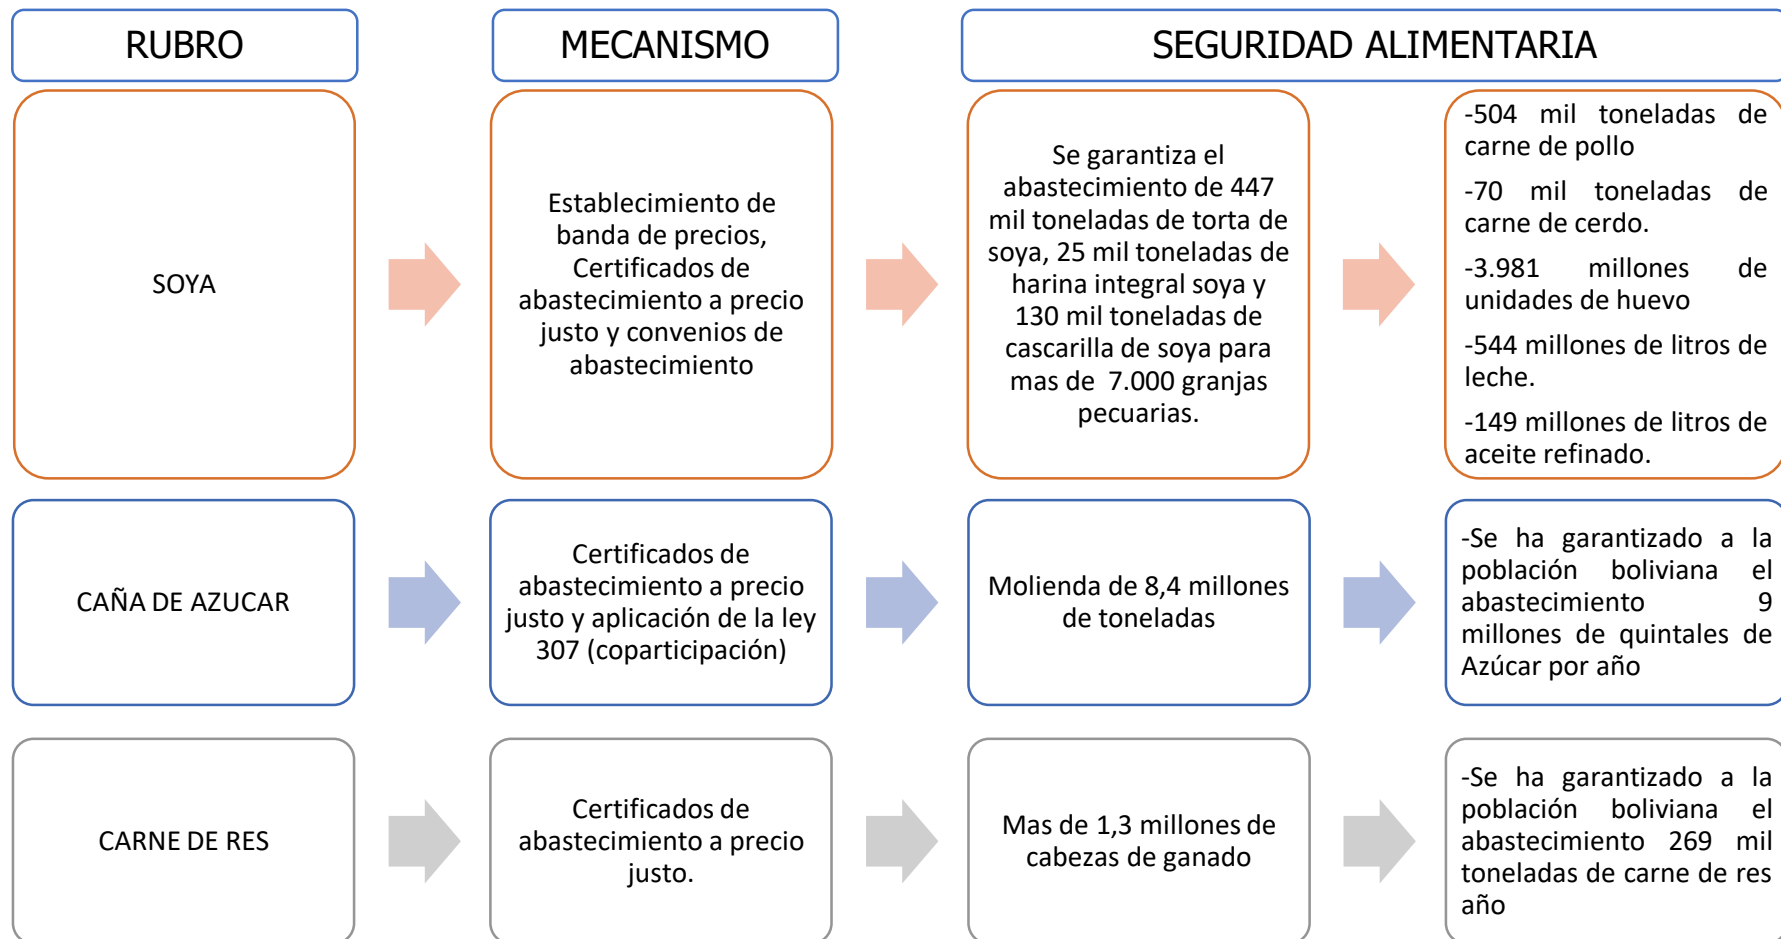 RUBRO
MECANISMO
SEGURIDAD ALIMENTARIA
SOYA
Establecimiento de
banda de precios,
Certificados de
abastecimiento a precio
justo y convenios de
abastecimiento
Se garantiza el
abastecimiento de 447
mil toneladas de torta de
soya, 25 mil toneladas de
harina integral soya y
130 mil toneladas de
cascarilla de soya para
mas de 7.000 granjas
pecuarias.
-504 mil toneladas de
carne de pollo
-70 mil toneladas de
carne de cerdo.
-3.981 millones de
unidades de huevo
-544 millones de litros de
leche.
-149 millones de litros de
aceite refinado.
CAÑA DE AZUCAR
Certificados de
abastecimiento a precio
justo y aplicación de la ley
307 (coparticipación)
Molienda de 8,4 millones
de toneladas
-Se ha garantizado a la
población boliviana el
abastecimiento 9
millones de quintales de
Azúcar por año
CARNE DE RES
Certificados de
abastecimiento a precio
justo.
Mas de 1,3 millones de
cabezas de ganado
-Se ha garantizado a la
población boliviana el
abastecimiento 269 mil
toneladas de carne de res
año